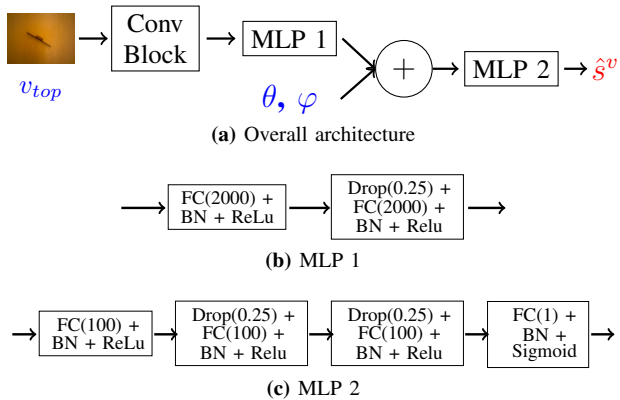 Conv
Block
MLP 1
+
MLP 2
ŝᵛ
v_top
θ, φ
(a) Overall architecture
FC(2000) +
BN + ReLu
Drop(0.25) +
FC(2000) +
BN + Relu
(b) MLP 1
FC(100) +
BN + ReLu
Drop(0.25) +
FC(100) +
BN + Relu
Drop(0.25) +
FC(100) +
BN + Relu
FC(1) +
BN +
Sigmoid
(c) MLP 2